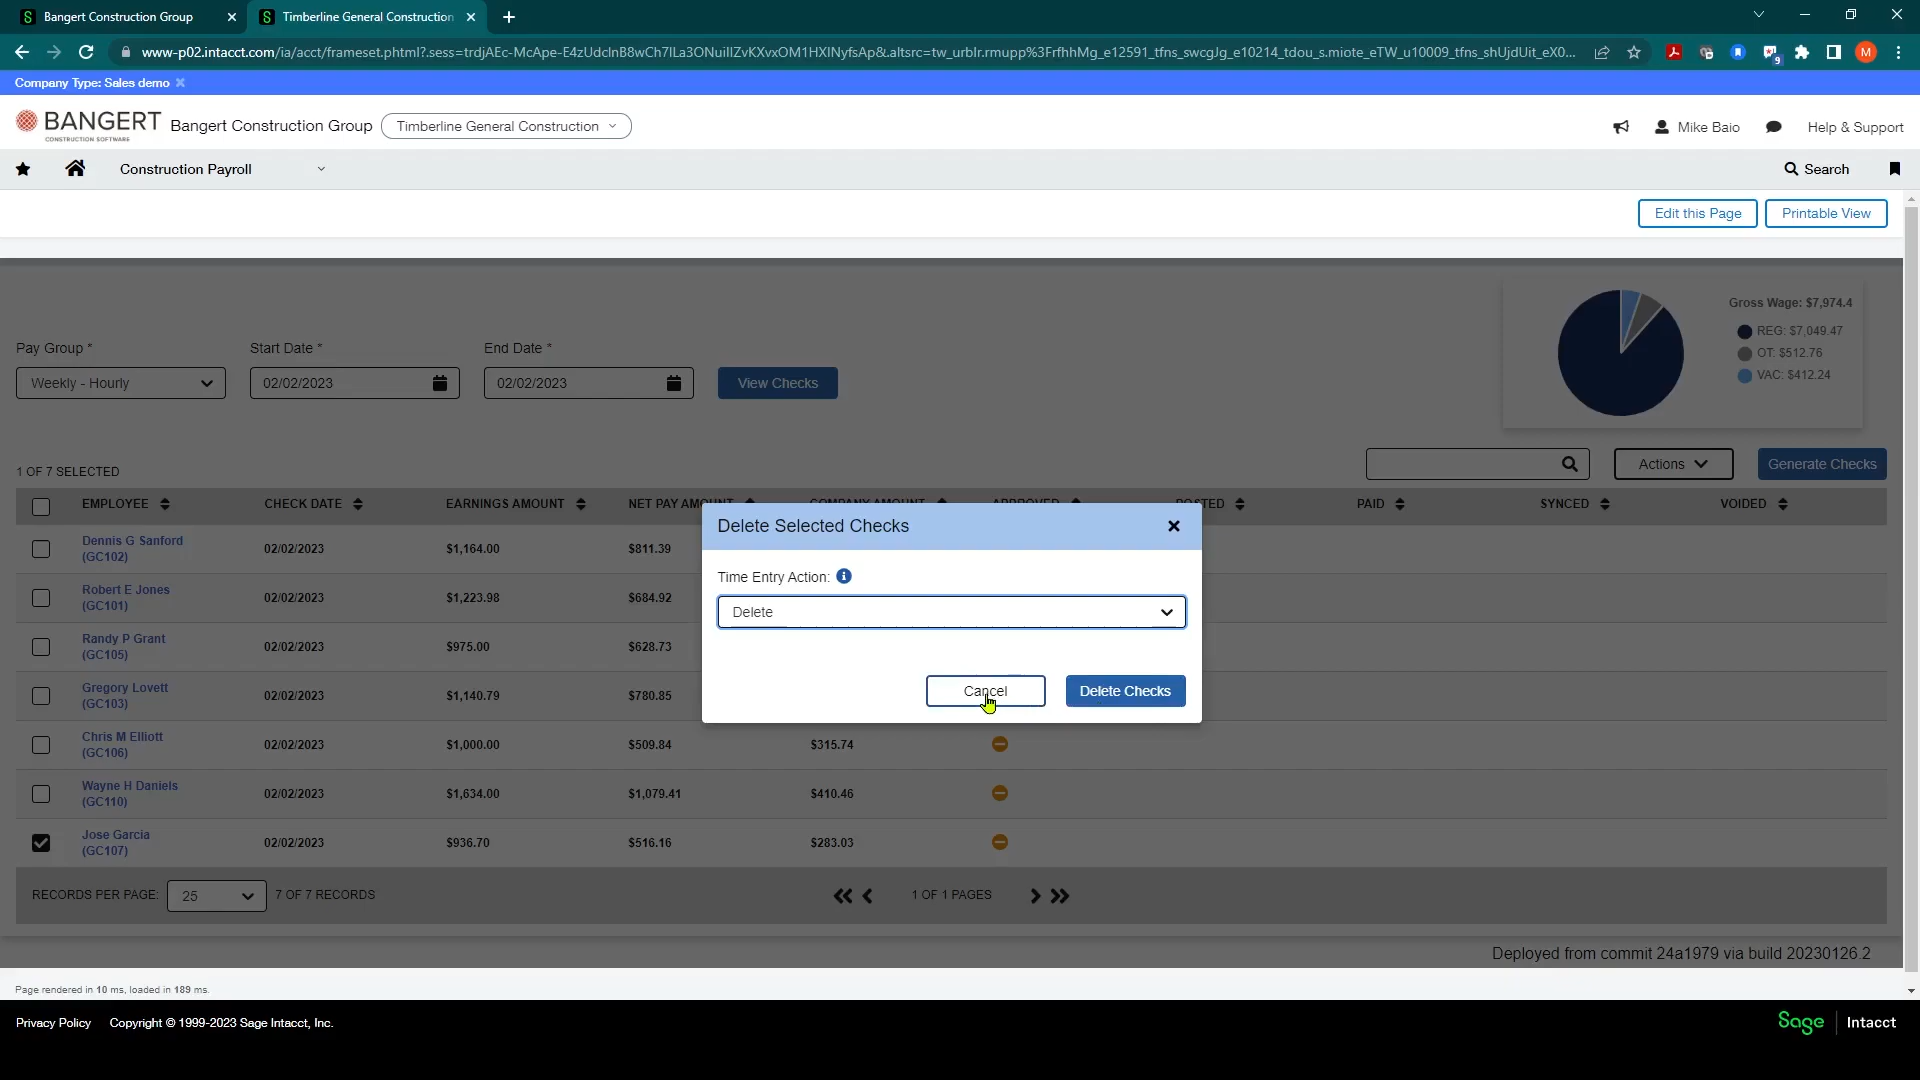 Bangert Construction Group
Timberline General Construction
www-p02.intacct.com/ia/acct/frameset.phtml?.sess=
Company Type: Sales demo
BANGERT
CONSTRUCTION SOFTWARE
Bangert Construction Group
Timberline General Construction
Mike Baio
Help & Support
Construction Payroll
Search
Edit this Page
Printable View
Gross Wage: $7,974.4
REG: $7,049.47
OT: $512.76
VAC: $412.24
Pay Group *
Start Date *
End Date *
Weekly - Hourly
02/02/2023
02/02/2023
View Checks
1 OF 7 SELECTED
Actions
Generate Checks
EMPLOYEE CHECK DATE EARNINGS AMOUNT NET PAY AMOUNT COMPANY AMOUNT APPROVED POSTED PAID SYNCED VOIDED
Dennis G Sanford
(GC102) 02/02/2023 $1,164.00 $811.39
Robert E Jones
(GC101) 02/02/2023 $1,223.98 $684.92
Randy P Grant
(GC105) 02/02/2023 $975.00 $628.73
Gregory Lovett
(GC103) 02/02/2023 $1,140.79 $780.85
Chris M Elliott
(GC106) 02/02/2023 $1,000.00 $509.84 $315.74
Wayne H Daniels
(GC110) 02/02/2023 $1,634.00 $1,079.41 $410.46
Jose Garcia
(GC107) 02/02/2023 $936.70 $516.16 $283.03
Delete Selected Checks
Time Entry Action:
Delete
Cancel
Delete Checks
RECORDS PER PAGE: 25 7 OF 7 RECORDS
1 OF 1 PAGES
Deployed from commit 24a1979 via build 20230126.2
Page rendered in 10 ms, loaded in 189 ms.
Privacy Policy
Copyright © 1999-2023 Sage Intacct, Inc.
Sage
Intacct